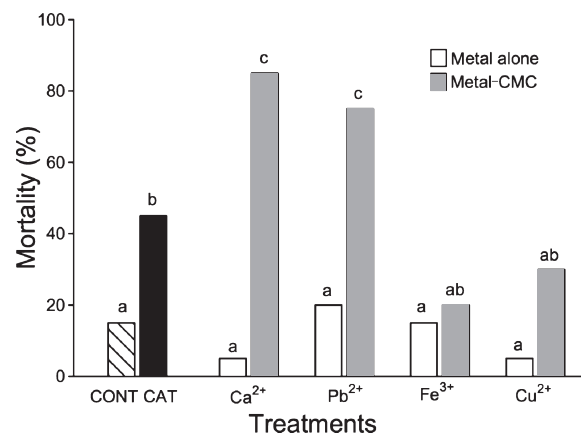 100
80
60
40
20
0
Mortality (%)
Metal alone
Metal-CMC
a
b
a
c
a
c
a
ab
a
ab
CONT CAT
Ca²⁺
Pb²⁺
Fe³⁺
Cu²⁺
Treatments